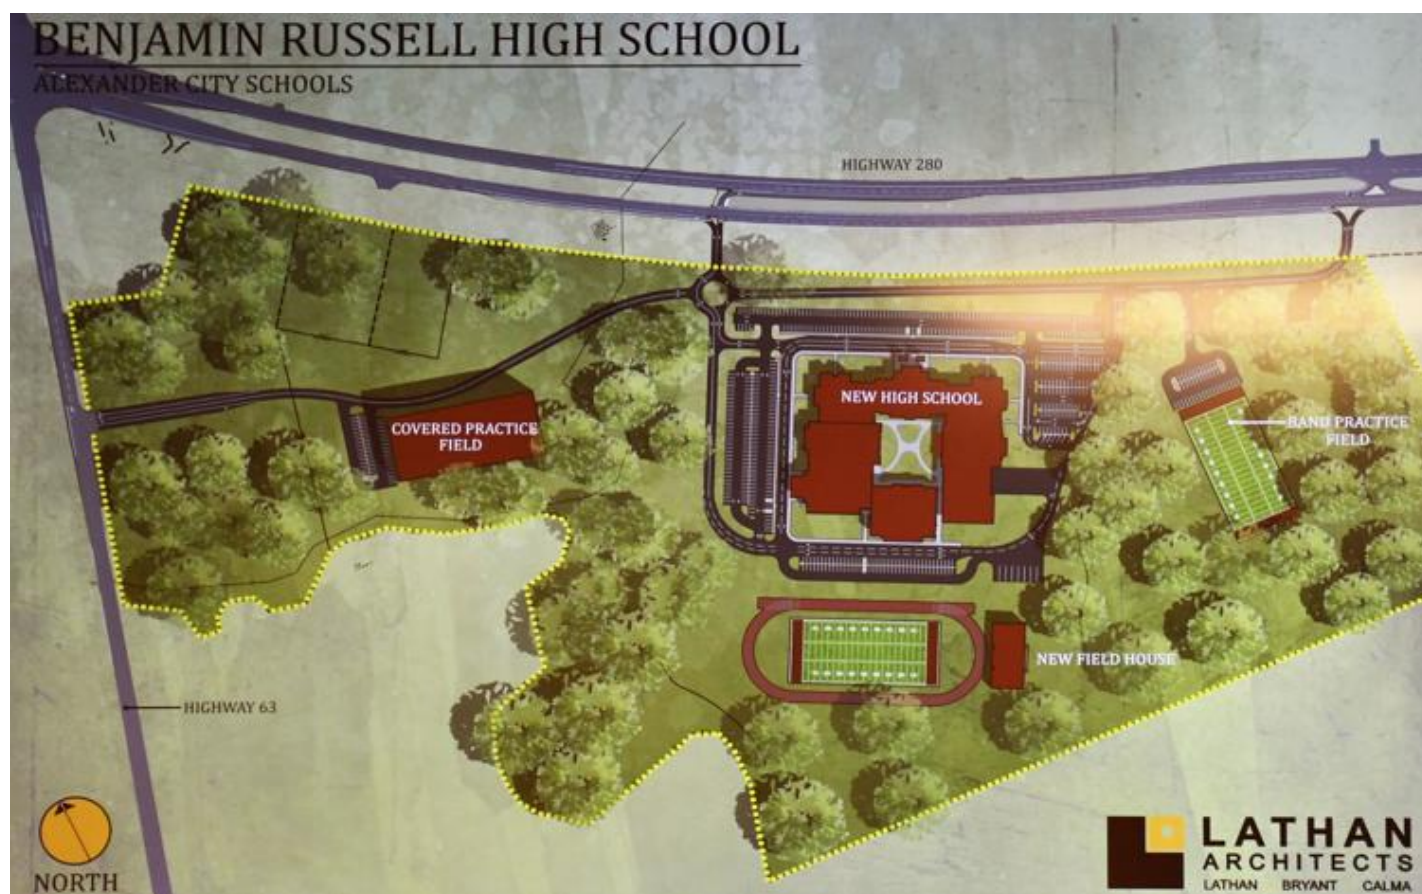 BENJAMIN RUSSELL HIGH SCHOOL
ALEXANDER CITY SCHOOLS
HIGHWAY 280
NEW HIGH SCHOOL
COVERED PRACTICE
FIELD
BAND PRACTICE
FIELD
NEW FIELD HOUSE
HIGHWAY 63
NORTH
LATHAN
ARCHITECTS
LATHAN BRYANT CALMA